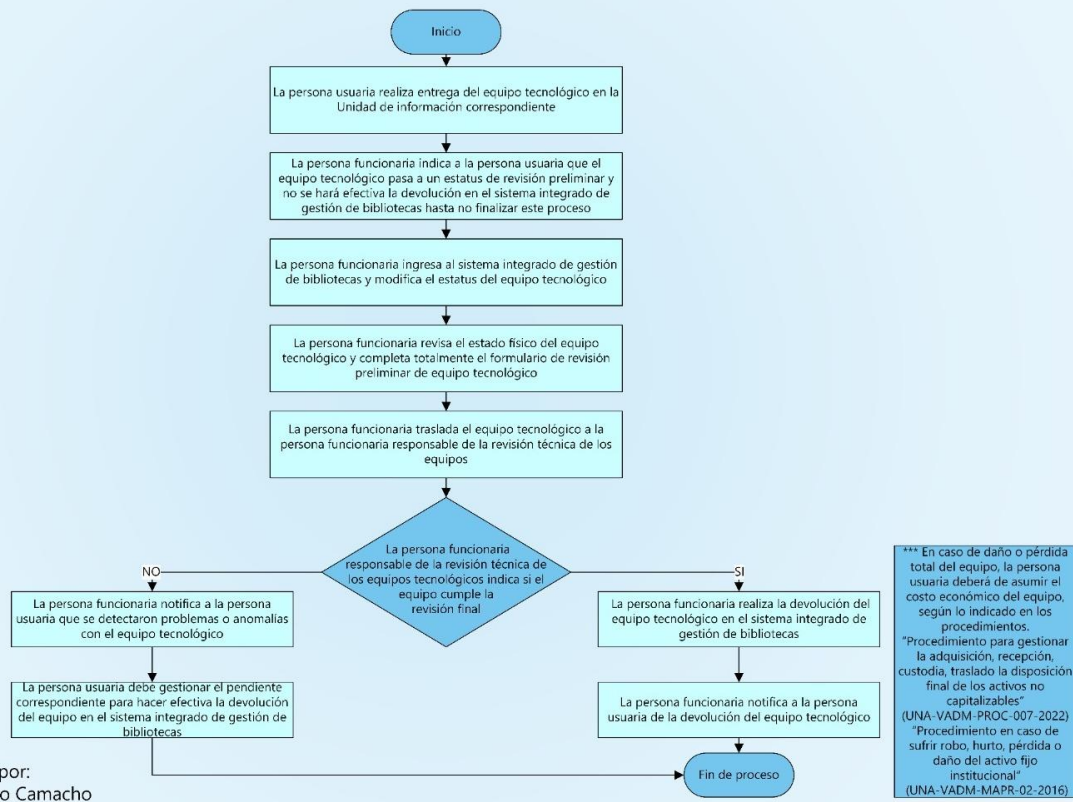 Inicio
La persona usuaria realiza entrega del equipo tecnológico en la
Unidad de información correspondiente
La persona funcionaria indica a la persona usuaria que el
equipo tecnológico pasa a un estatus de revisión preliminar y
no se hará efectiva la devolución en el sistema integrado de
gestión de bibliotecas hasta no finalizar este proceso
La persona funcionaria ingresa al sistema integrado de gestión
de bibliotecas y modifica el estatus del equipo tecnológico
La persona funcionaria revisa el estado físico del equipo
tecnológico y completa totalmente el formulario de revisión
preliminar de equipo tecnológico
La persona funcionaria traslada el equipo tecnológico a la
persona funcionaria responsable de la revisión técnica de los
equipos
La persona funcionaria
responsable de la revisión técnica de
los equipos tecnológicos indica si el
equipo cumple la
revisión final
NO
La persona funcionaria notifica a la persona
usuaria que se detectaron problemas o anomalías
con el equipo tecnológico
La persona usuaria debe gestionar el pendiente
correspondiente para hacer efectiva la devolución
del equipo en el sistema integrado de gestión de
bibliotecas
SI
La persona funcionaria realiza la devolución del
equipo tecnológico en el sistema integrado de
gestión de bibliotecas
La persona funcionaria notifica a la persona
usuaria de la devolución del equipo tecnológico
Fin de proceso
*** En caso de daño o pérdida
total del equipo, la persona
usuaria deberá de asumir el
costo económico del equipo,
según lo indicado en los
procedimientos.
"Procedimiento para gestionar
la adquisición, recepción,
custodia, traslado la disposición
final de los activos no
capitalizables"
(UNA-VADM-PROC-007-2022)
"Procedimiento en caso de
sufrir robo, hurto, pérdida o
daño del activo fijo
institucional"
(UNA-VADM-MAPR-02-2016)
por:
o Camacho